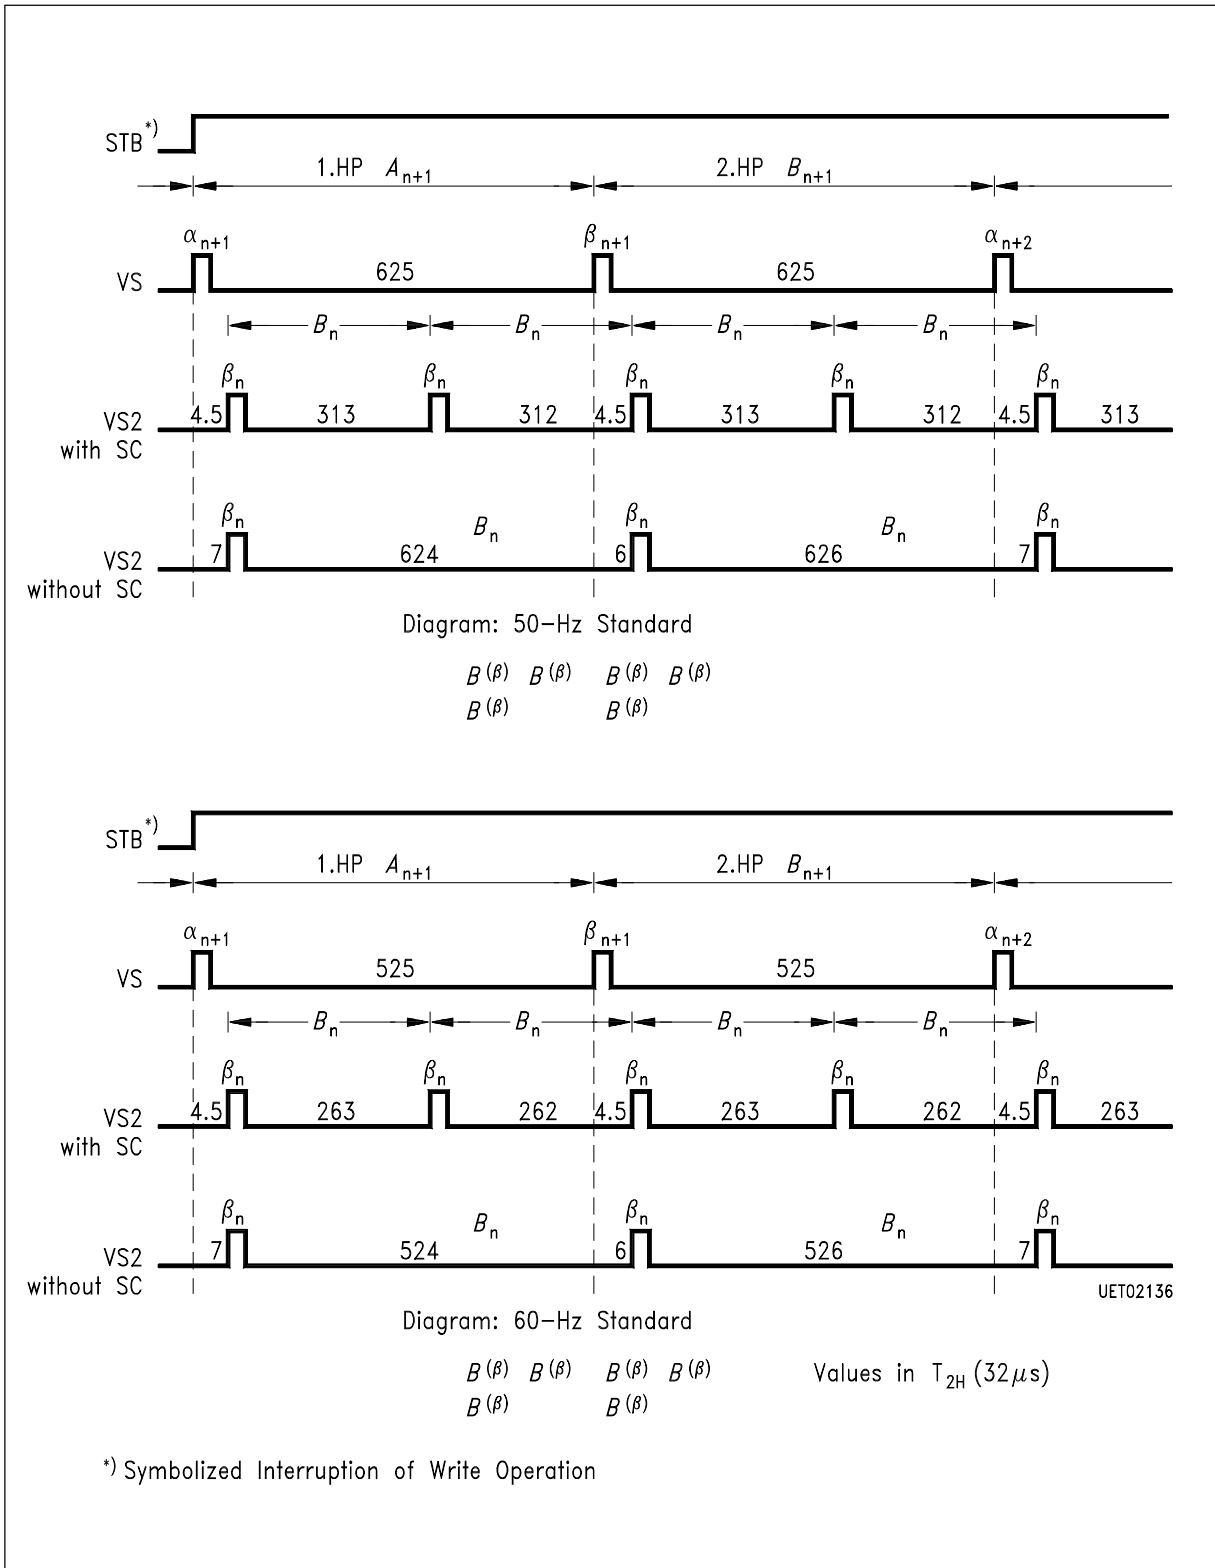 STB*)
1.HP A n+1 2.HP B n+1
α n+1 β n+1 α n+2
VS 625 625
B n B n B n B n
β n β n β n β n β n
VS2 4.5 313 312 4.5 313 312 4.5 313
with SC
β n B n β n B n β n
VS2 7 624 6 626 7
without SC
Diagram: 50-Hz Standard
B (β) B (β) B (β) B (β)
B (β) B (β)
STB*)
1.HP A n+1 2.HP B n+1
α n+1 β n+1 α n+2
VS 525 525
B n B n B n B n
β n β n β n β n β n
VS2 4.5 263 262 4.5 263 262 4.5 263
with SC
β n B n β n B n β n
VS2 7 524 6 526 7
without SC UET02136
Diagram: 60-Hz Standard
B (β) B (β) B (β) B (β) Values in T 2H (32μs)
B (β) B (β)
*) Symbolized Interruption of Write Operation